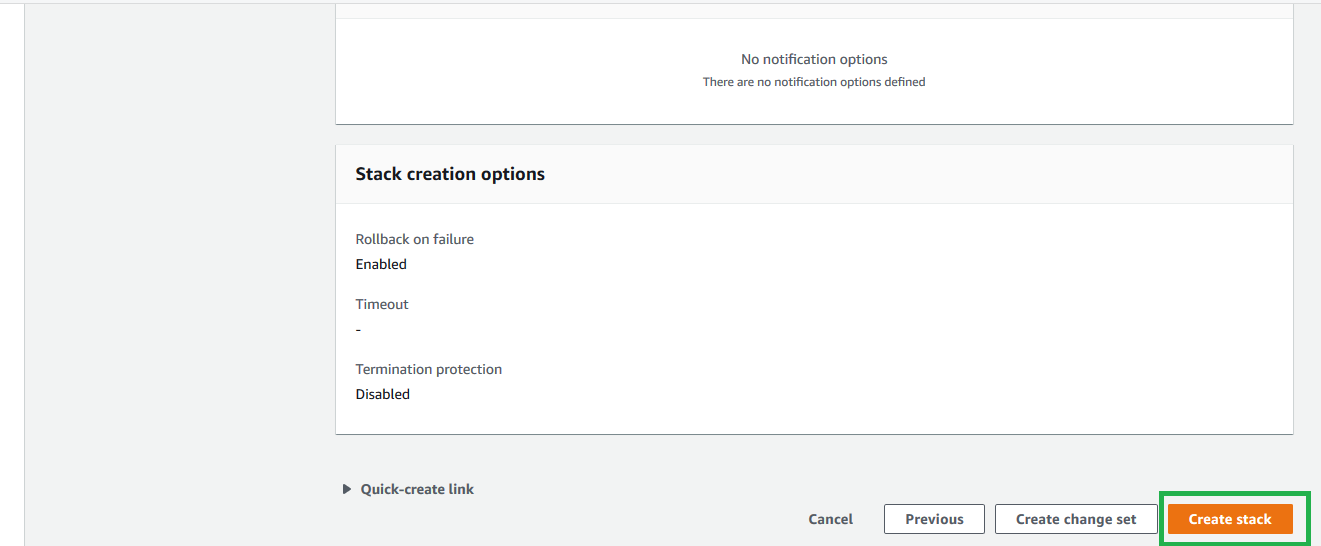 No notification options
There are no notification options defined
Stack creation options
Rollback on failure
Enabled
Timeout
-
Termination protection
Disabled
Quick-create link
Cancel Previous Create change set Create stack